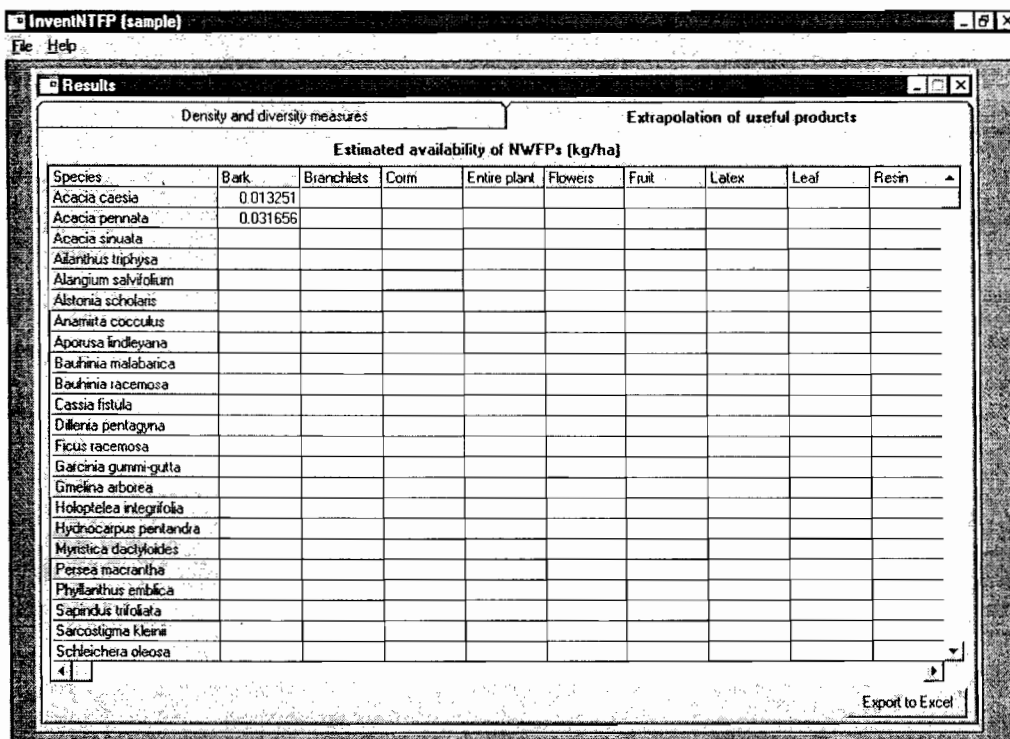 InventNTFP (sample)
File Help
Results
Density and diversity measures Extrapolation of useful products
Estimated availability of NWFPs (kg/ha)
Species Bark Branchlets Corm Entire plant Flowers Fruit Latex Leaf Resin
Acacia caesia 0.013251
Acacia pennata 0.031656
Acacia sinuata
Ailanthus triphysa
Alangium salvifolium
Alstonia scholaris
Anamirta cocculus
Aporusa lindleyana
Bauhinia malabarica
Bauhinia racemosa
Cassia fistula
Dillenia pentagyna
Ficus racemosa
Garcinia gummi-gutta
Gmelina arborea
Holoptelea integrifolia
Hydnocarpus pentandra
Myristica dactyloides
Persea macrantha
Phyllanthus emblica
Sapindus trifoliata
Sarcostigma kleinii
Schleichera oleosa
Export to Excel